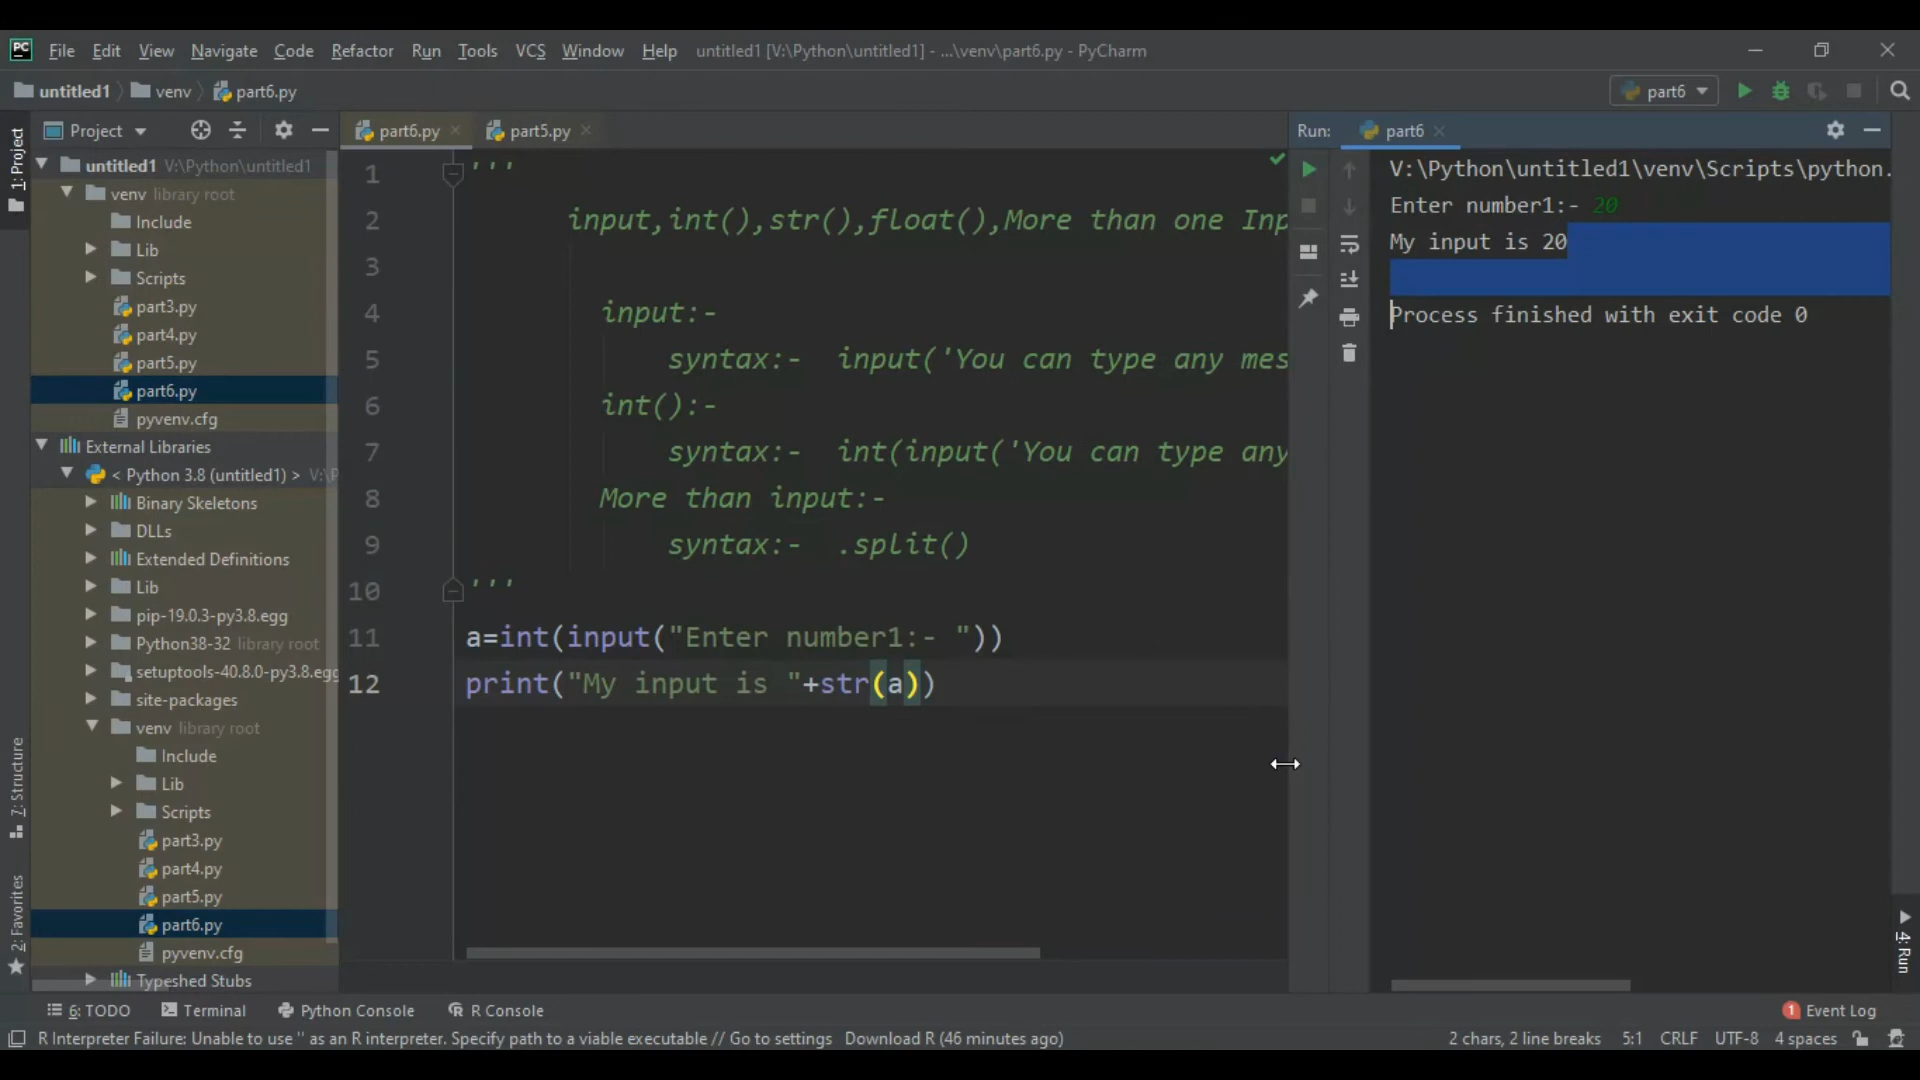 PC File Edit View Navigate Code Refactor Run Tools VCS Window Help untitled1 [V:\Python\untitled1] - ...\venv\part6.py - PyCharm
untitled1 venv part6.py part6
1: Project
Project
part6.py part5.py
Run: part6
untitled1 V:\Python\untitled1
venv library root
Include
Lib
Scripts
part3.py
part4.py
part5.py
part6.py
pyvenv.cfg
External Libraries
< Python 3.8 (untitled1) > V:\P
Binary Skeletons
DLLs
Extended Definitions
Lib
pip-19.0.3-py3.8.egg
Python38-32 library root
setuptools-40.8.0-py3.8.egg
site-packages
venv library root
Include
Lib
Scripts
part3.py
part4.py
part5.py
part6.py
pyvenv.cfg
Typeshed Stubs
7: Structure
2: Favorites
1 '''
2 input,int(),str(),float(),More than one Inp
3
4 input:-
5 syntax:- input('You can type any mes
6 int():-
7 syntax:- int(input('You can type any
8 More than input:-
9 syntax:- .split()
10 '''
11 a=int(input("Enter number1:- "))
12 print("My input is "+str(a))
V:\Python\untitled1\venv\Scripts\python.
Enter number1:- 20
My input is 20
Process finished with exit code 0
4: Run
6: TODO Terminal Python Console R Console 1 Event Log
R Interpreter Failure: Unable to use '' as an R interpreter. Specify path to a viable executable // Go to settings Download R (46 minutes ago) 2 chars, 2 line breaks 5:1 CRLF UTF-8 4 spaces